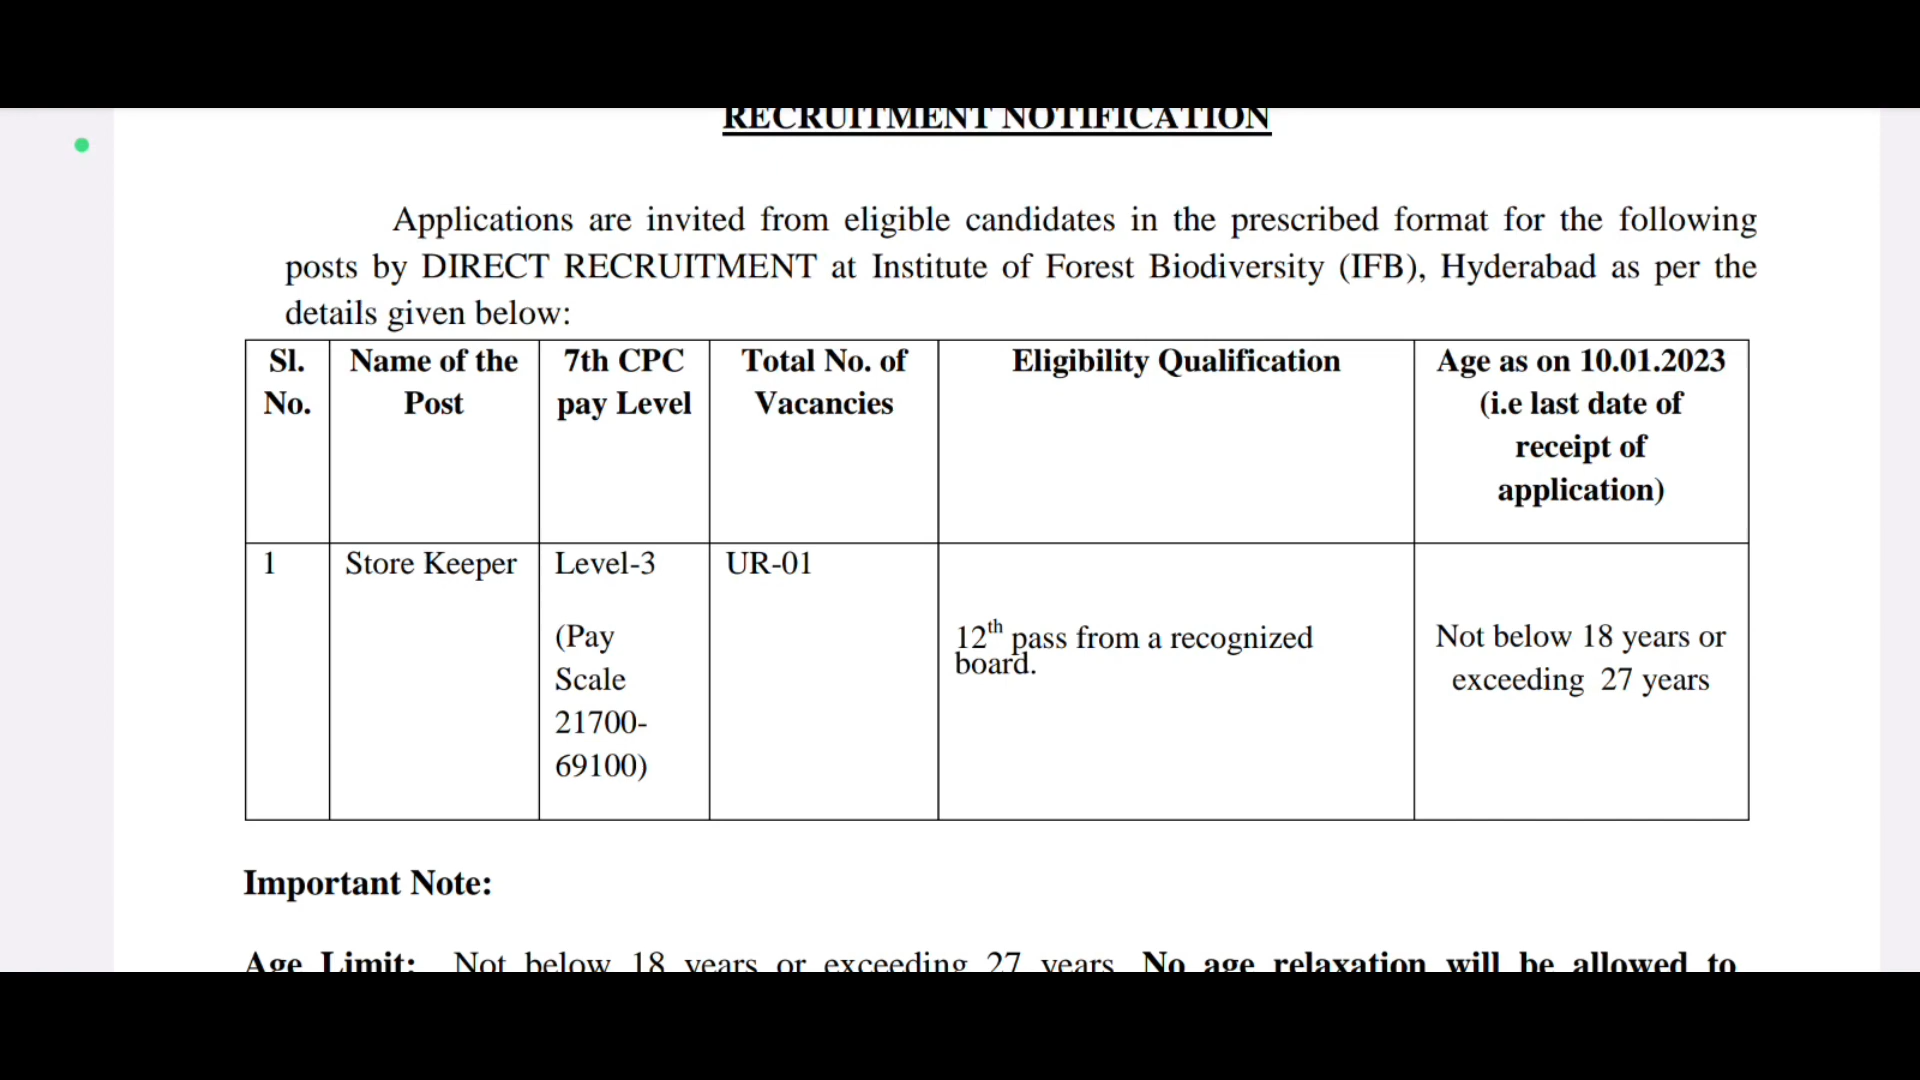 RECRUITMENT NOTIFICATION
Applications are invited from eligible candidates in the prescribed format for the following
posts by DIRECT RECRUITMENT at Institute of Forest Biodiversity (IFB), Hyderabad as per the
details given below:
Sl. No.
Name of the Post
7th CPC pay Level
Total No. of Vacancies
Eligibility Qualification
Age as on 10.01.2023
(i.e last date of
receipt of
application)
1
Store Keeper
Level-3
(Pay
Scale
21700-
69100)
UR-01
12th pass from a recognized
board.
Not below 18 years or
exceeding 27 years
Important Note:
Age Limit: Not below 18 years or exceeding 27 years. No age relaxation will be allowed to